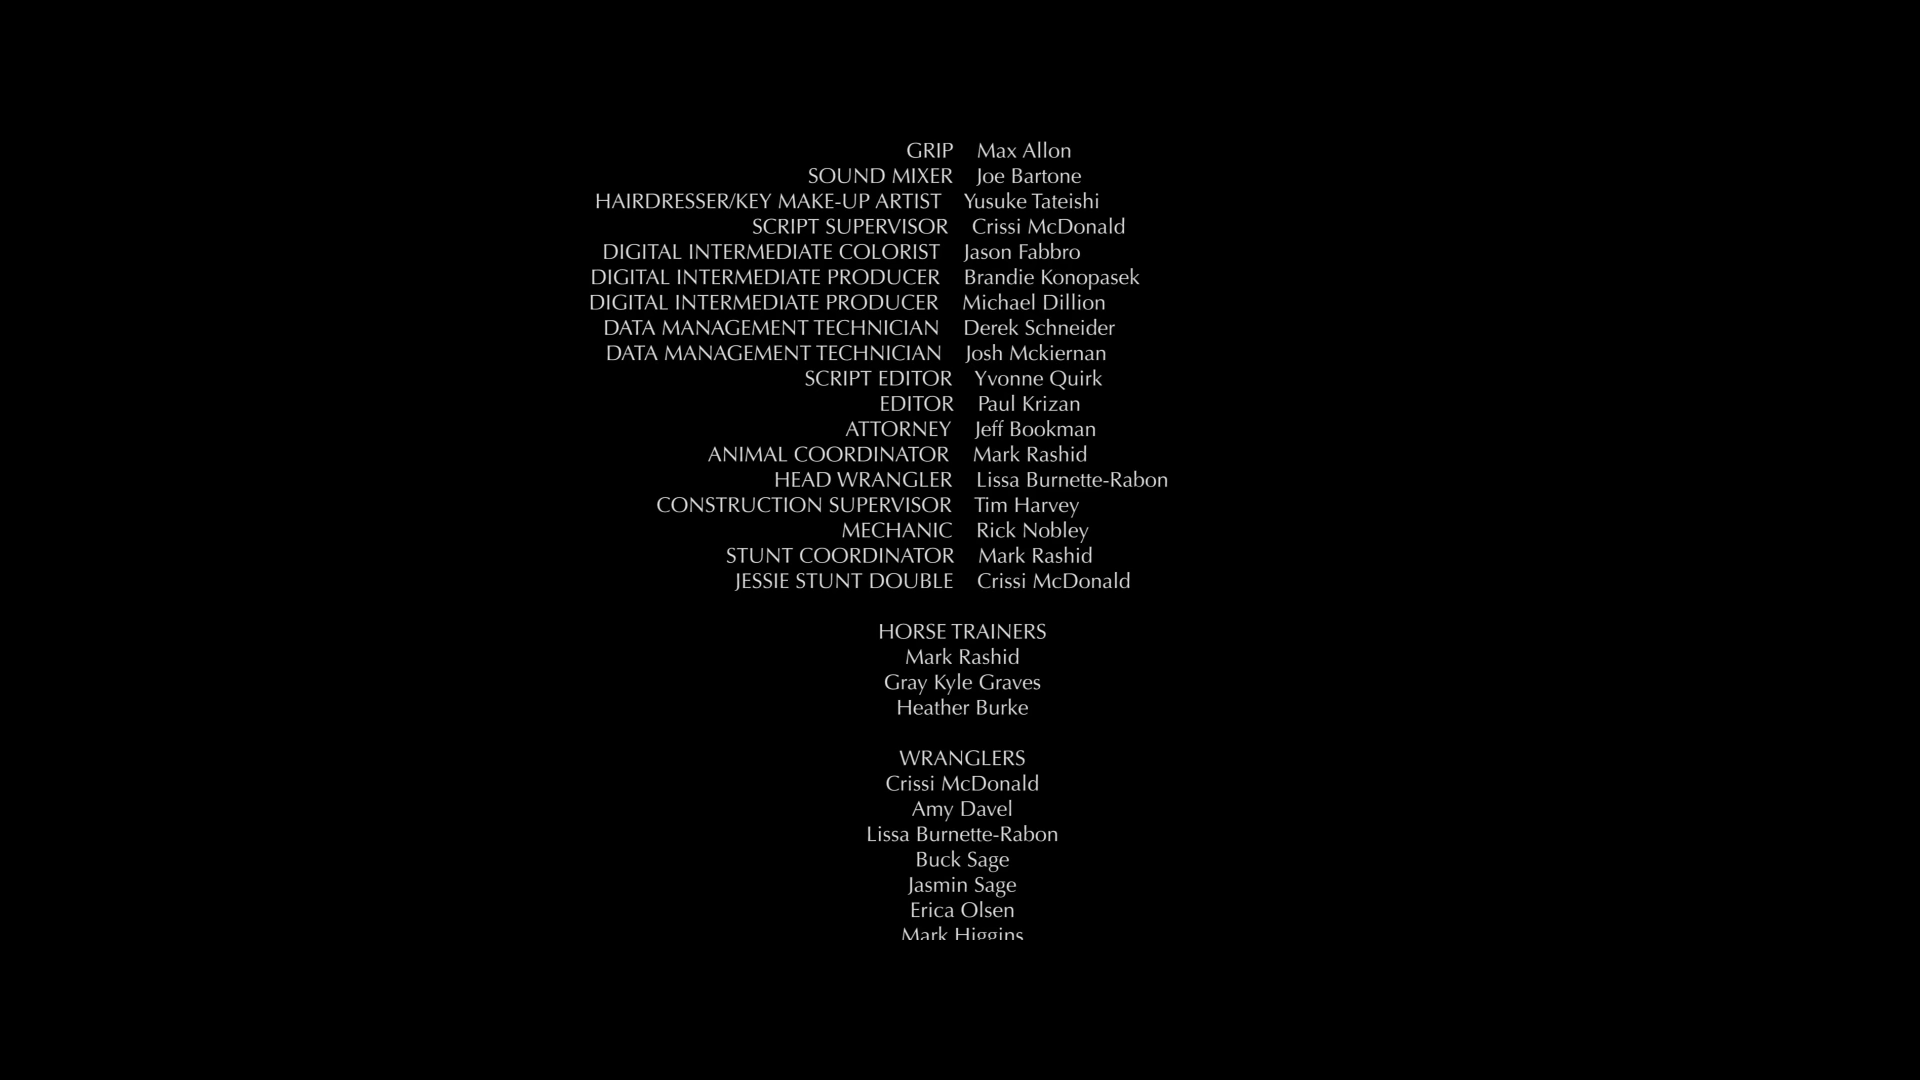 GRIP Max Allon
SOUND MIXER Joe Bartone
HAIRDRESSER/KEY MAKE-UP ARTIST Yusuke Tateishi
SCRIPT SUPERVISOR Crissi McDonald
DIGITAL INTERMEDIATE COLORIST Jason Fabbro
DIGITAL INTERMEDIATE PRODUCER Brandie Konopasek
DIGITAL INTERMEDIATE PRODUCER Michael Dillion
DATA MANAGEMENT TECHNICIAN Derek Schneider
DATA MANAGEMENT TECHNICIAN Josh Mckiernan
SCRIPT EDITOR Yvonne Quirk
EDITOR Paul Krizan
ATTORNEY Jeff Bookman
ANIMAL COORDINATOR Mark Rashid
HEAD WRANGLER Lissa Burnette-Rabon
CONSTRUCTION SUPERVISOR Tim Harvey
MECHANIC Rick Nobley
STUNT COORDINATOR Mark Rashid
JESSIE STUNT DOUBLE Crissi McDonald
HORSE TRAINERS
Mark Rashid
Gray Kyle Graves
Heather Burke
WRANGLERS
Crissi McDonald
Amy Davel
Lissa Burnette-Rabon
Buck Sage
Jasmin Sage
Erica Olsen
Mark Higgins